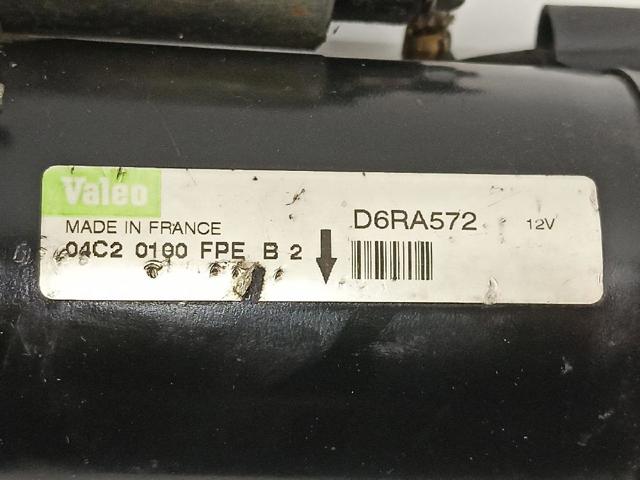 Valeo
MADE IN FRANCE
04C2 0100 FPE B 2
D6RA572
12V